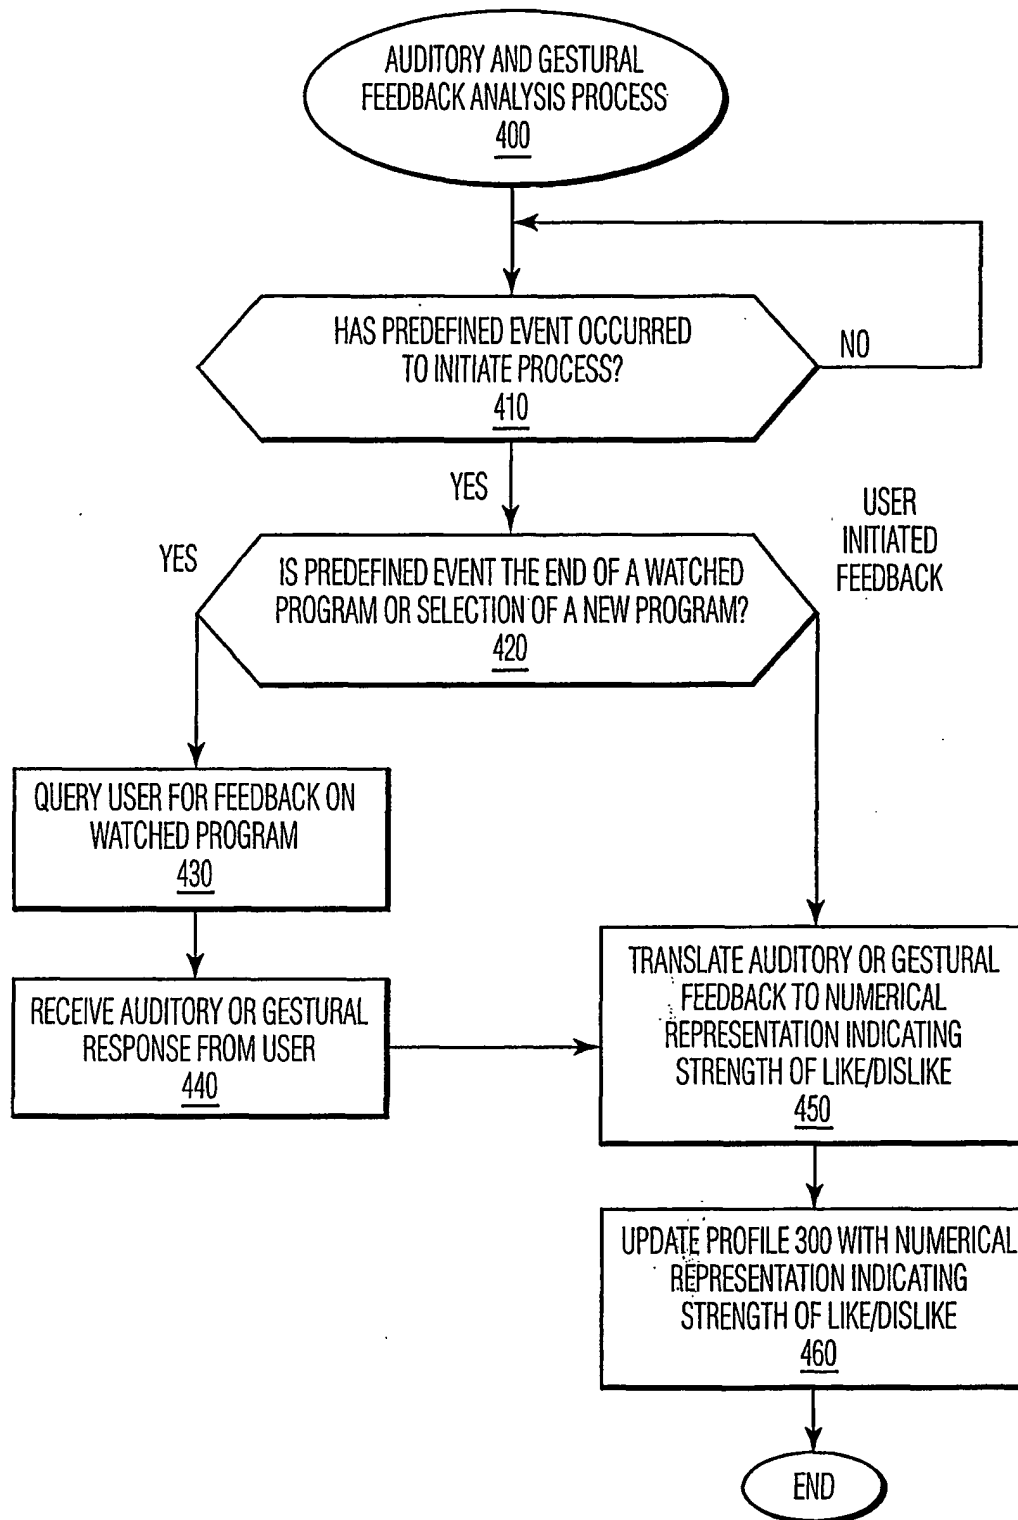 AUDITORY AND GESTURAL
FEEDBACK ANALYSIS PROCESS
400
HAS PREDEFINED EVENT OCCURRED
TO INITIATE PROCESS?
410
NO
YES
USER
INITIATED
FEEDBACK
YES
IS PREDEFINED EVENT THE END OF A WATCHED
PROGRAM OR SELECTION OF A NEW PROGRAM?
420
QUERY USER FOR FEEDBACK ON
WATCHED PROGRAM
430
RECEIVE AUDITORY OR GESTURAL
RESPONSE FROM USER
440
TRANSLATE AUDITORY OR GESTURAL
FEEDBACK TO NUMERICAL
REPRESENTATION INDICATING
STRENGTH OF LIKE/DISLIKE
450
UPDATE PROFILE 300 WITH NUMERICAL
REPRESENTATION INDICATING
STRENGTH OF LIKE/DISLIKE
460
END